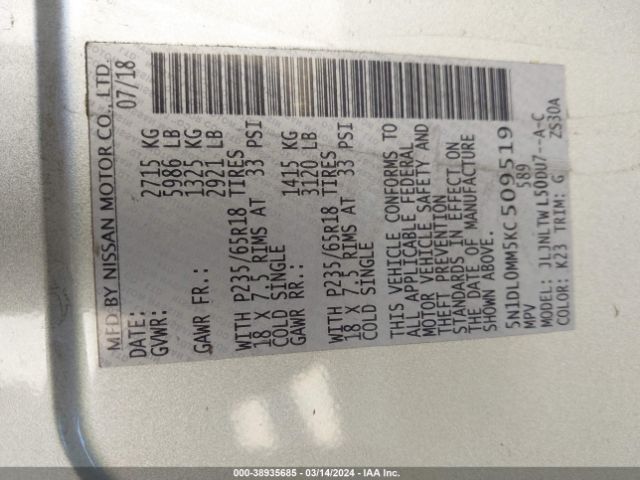 MFD BY NISSAN MOTOR CO., LTD.
DATE: 07/18
GVWR: 2715 KG
5986 LB
GAWR FR.: 1325 KG
2921 LB
WITH P235/65R18 TIRES
18 X 7.5 RIMS AT 33 PSI
COLD SINGLE
GAWR RR.: 1415 KG
3120 LB
WITH P235/65R18 TIRES
18 X 7.5 RIMS AT 33 PSI
COLD SINGLE
THIS VEHICLE CONFORMS TO
ALL APPLICABLE FEDERAL
MOTOR VEHICLE SAFETY AND
THEFT PREVENTION
STANDARDS IN EFFECT ON
THE DATE OF MANUFACTURE
SHOWN ABOVE.
5N1DL0MM5KC509519
MPV 589
MODEL: JLJNLTWL50DU7--A-C
COLOR: K23 TRIM: G ZS30A
000-38935685 - 03/14/2024 - IAAI.COM